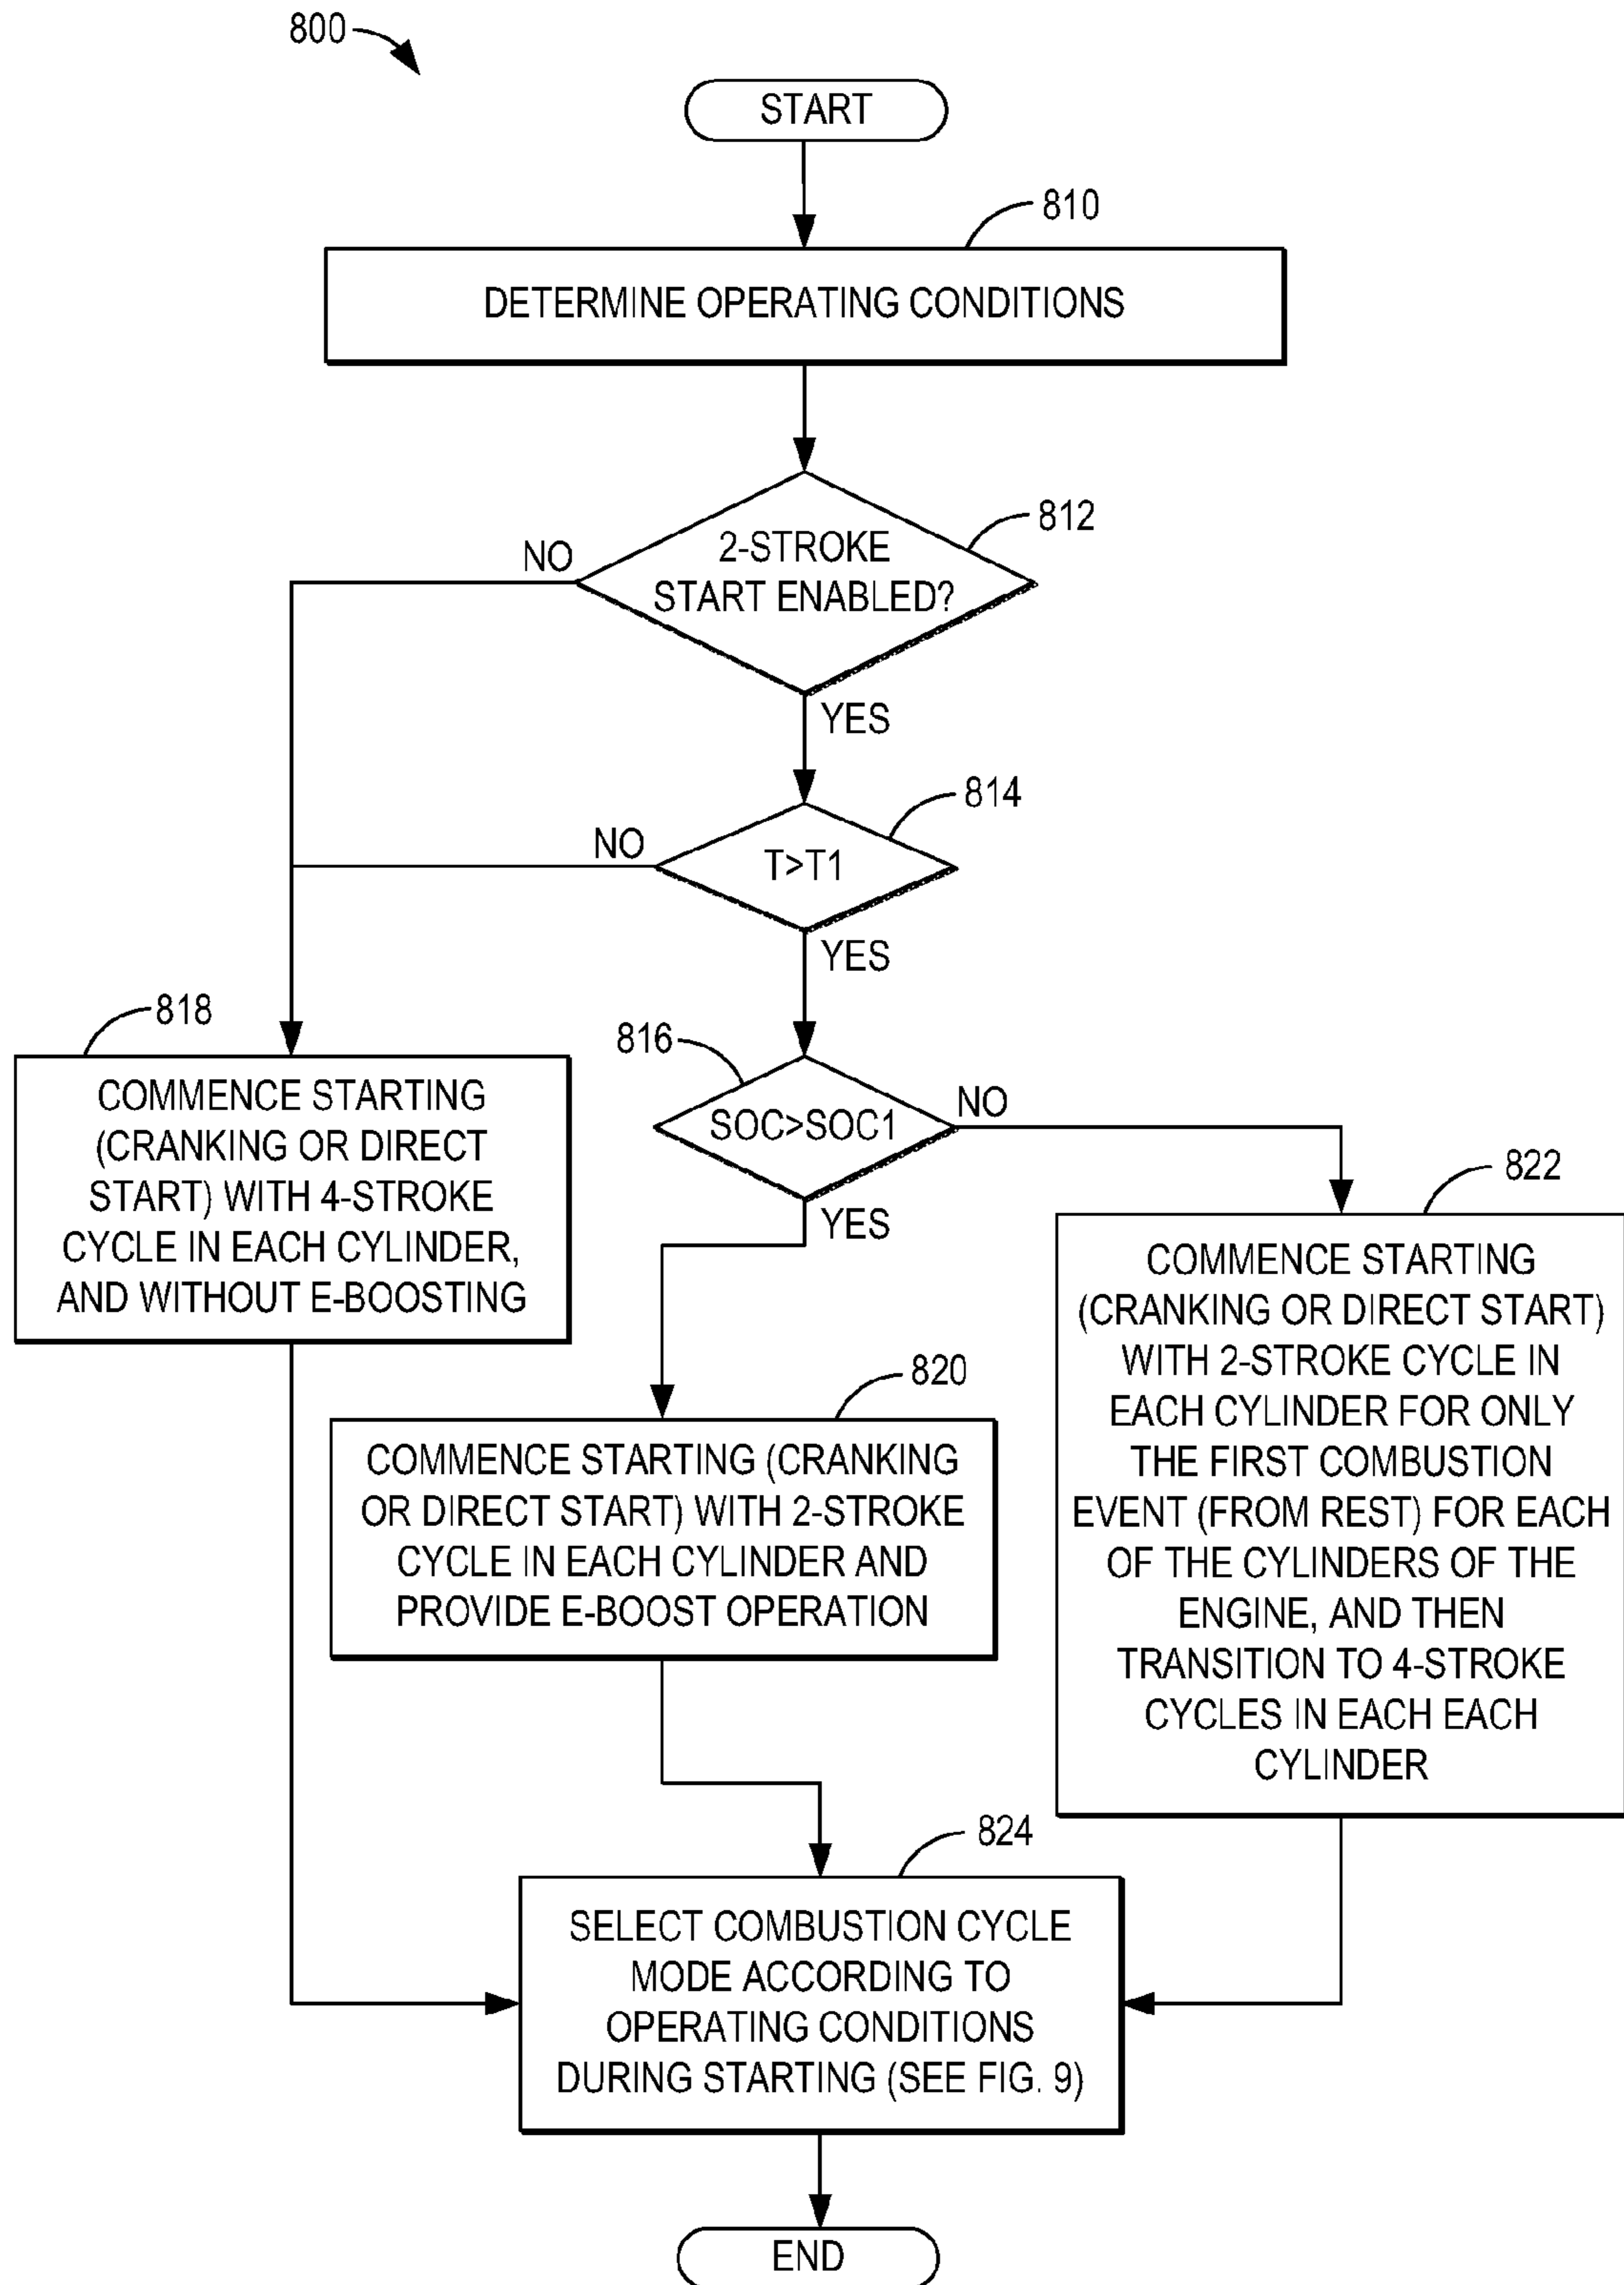 800
START
810
DETERMINE OPERATING CONDITIONS
812
2-STROKE
START ENABLED?
NO
YES
814
T>T1
NO
YES
816
SOC>SOC1
NO
YES
818
COMMENCE STARTING
(CRANKING OR DIRECT
START) WITH 4-STROKE
CYCLE IN EACH CYLINDER,
AND WITHOUT E-BOOSTING
820
COMMENCE STARTING (CRANKING
OR DIRECT START) WITH 2-STROKE
CYCLE IN EACH CYLINDER AND
PROVIDE E-BOOST OPERATION
822
COMMENCE STARTING
(CRANKING OR DIRECT START)
WITH 2-STROKE CYCLE IN
EACH CYLINDER FOR ONLY
THE FIRST COMBUSTION
EVENT (FROM REST) FOR EACH
OF THE CYLINDERS OF THE
ENGINE, AND THEN
TRANSITION TO 4-STROKE
CYCLES IN EACH EACH
CYLINDER
824
SELECT COMBUSTION CYCLE
MODE ACCORDING TO
OPERATING CONDITIONS
DURING STARTING (SEE FIG. 9)
END